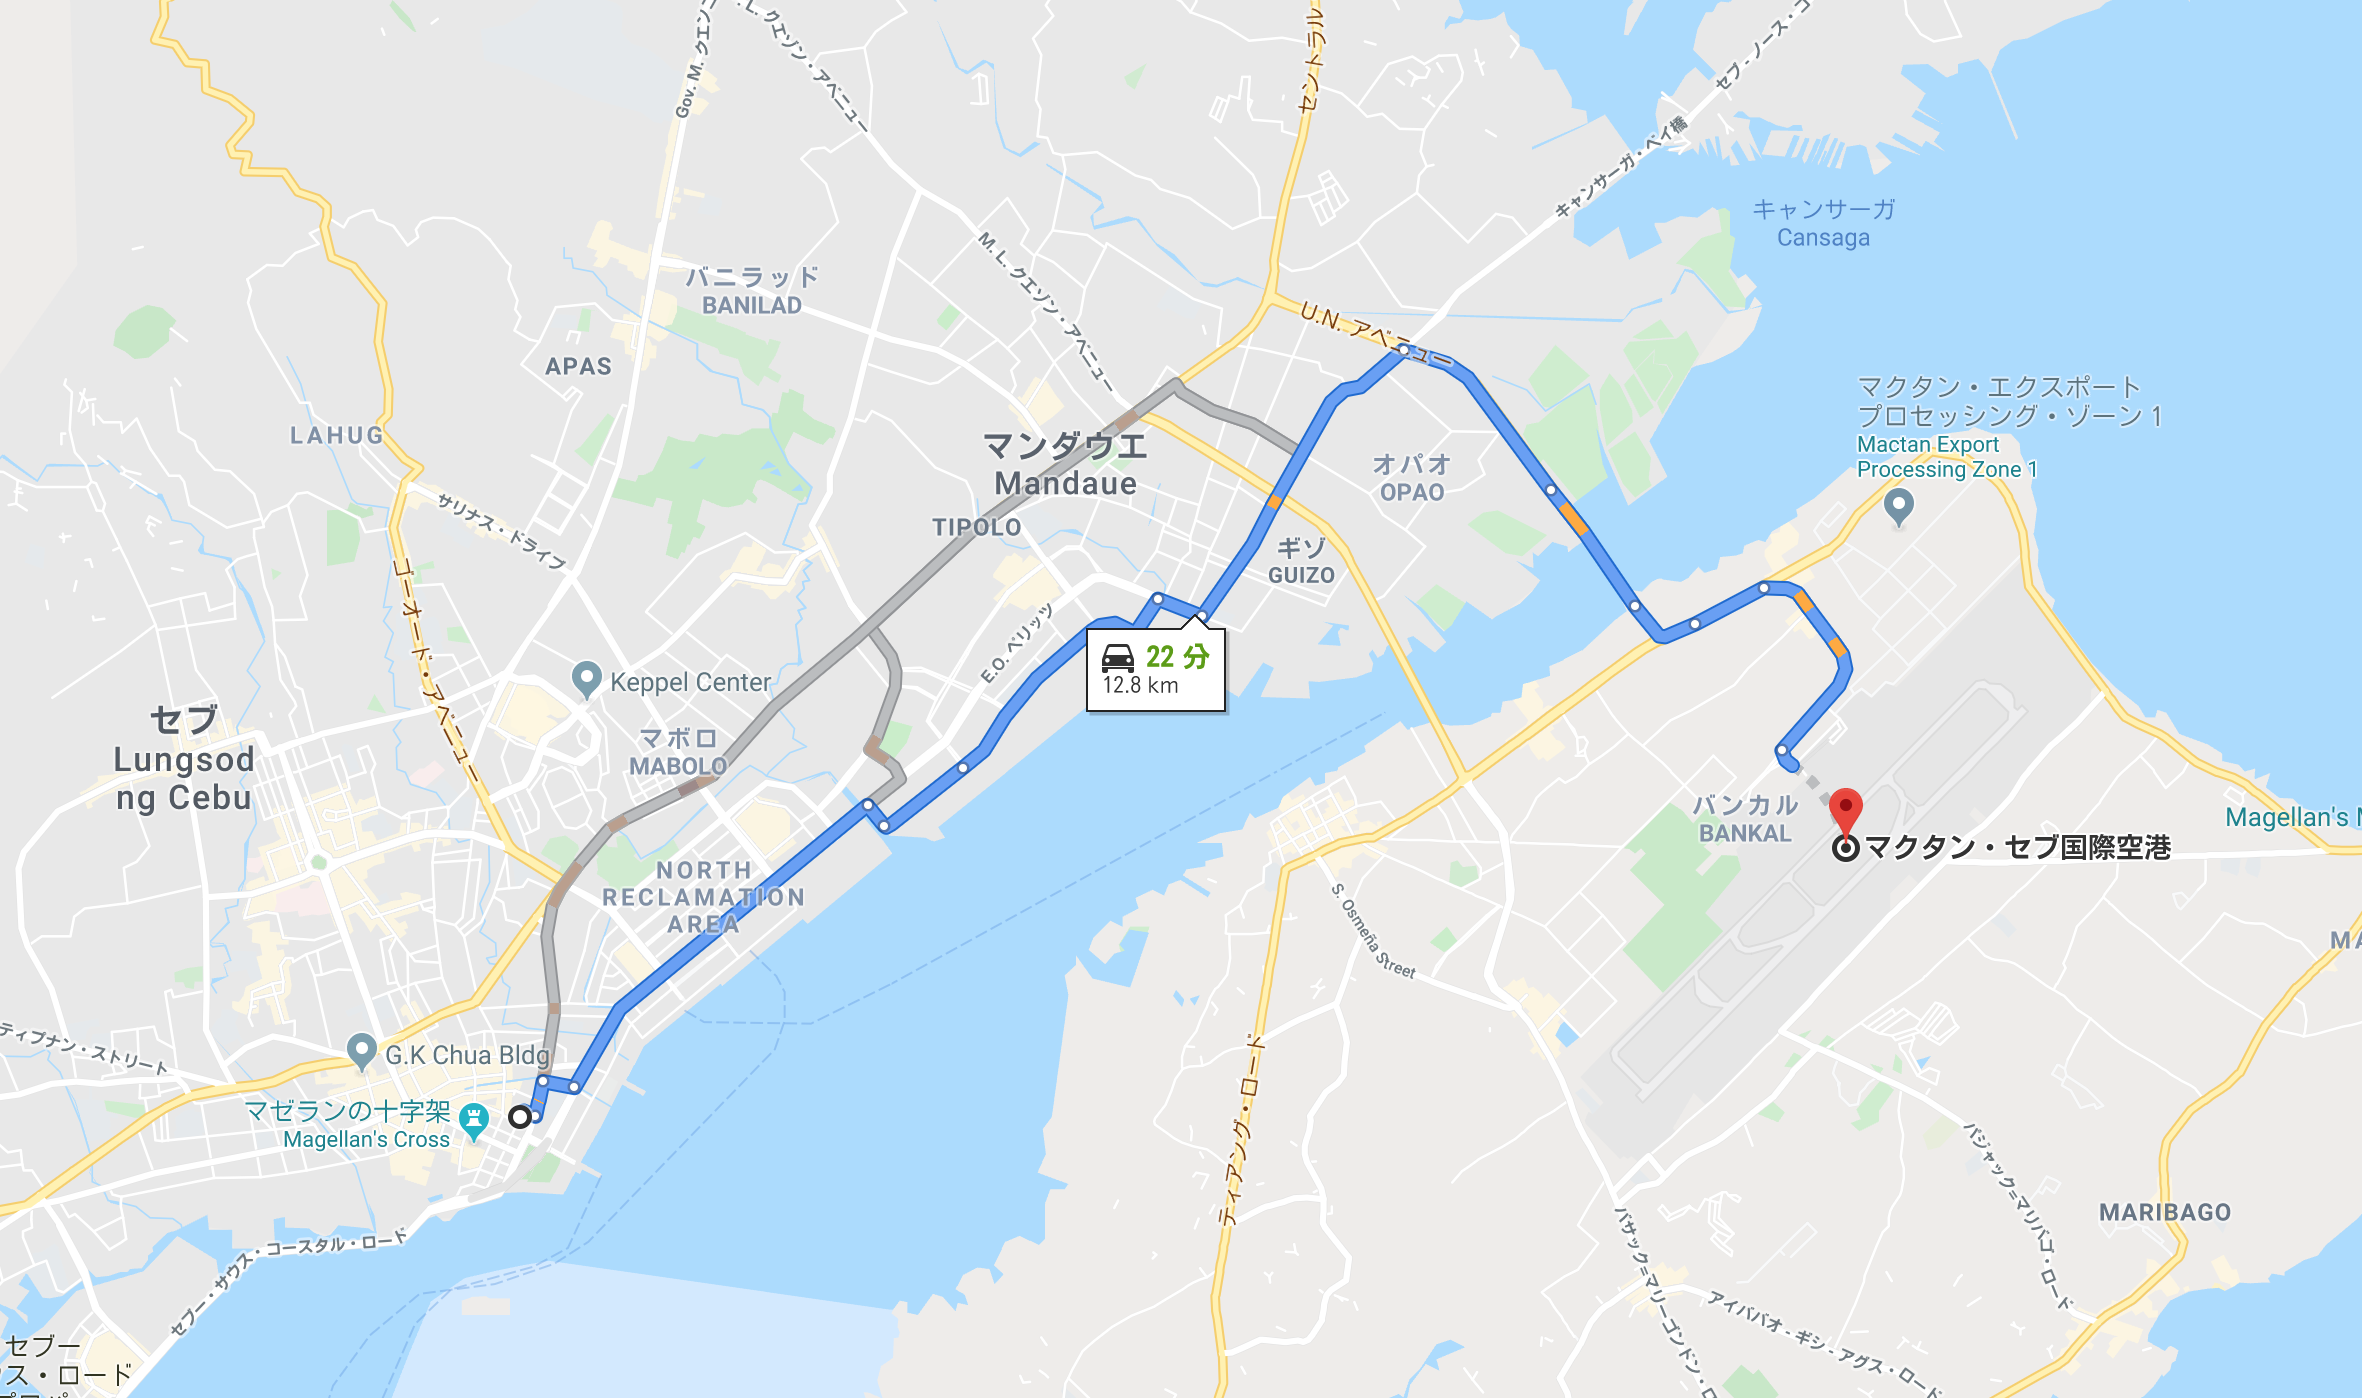 Gov. M. クエンコ
M.L. クエゾン・アベニュー
セントラル
セブ - ノース・コ
キャンサーガ・ベイ橋
キャンサーガ
Cansaga
バニラッド
BANILAD
M.L. クエゾン・アベニュー
U.N. アベニュー
APAS
マクタン・エクスポート
プロセッシング・ゾーン 1
Mactan Export
Processing Zone 1
LAHUG
マンダウエ
Mandaue
オパオ
OPAO
サリナス・ドライブ
TIPOLO
ギゾ
GUIZO
ゴーオード・アベニュー
E.O. ペリッツ
22 分
12.8 km
Keppel Center
セブ
Lungsod
ng Cebu
マボロ
MABOLO
バンカル
BANKAL
Magellan's M
マクタン・セブ国際空港
NORTH
RECLAMATION
AREA
S. Osmeña Street
MA
ティプナン・ストリート
G.K Chua Bldg
マゼランの十字架
Magellan's Cross
ティアング・ロード
パジャック=マリバゴ・ロード
MARIBAGO
セブー・サウス・コースタル・ロード
バサック=マリーゴンドン・ロ
アイババオ - ギシ - アグス・ロード
セブー
ス・ロード